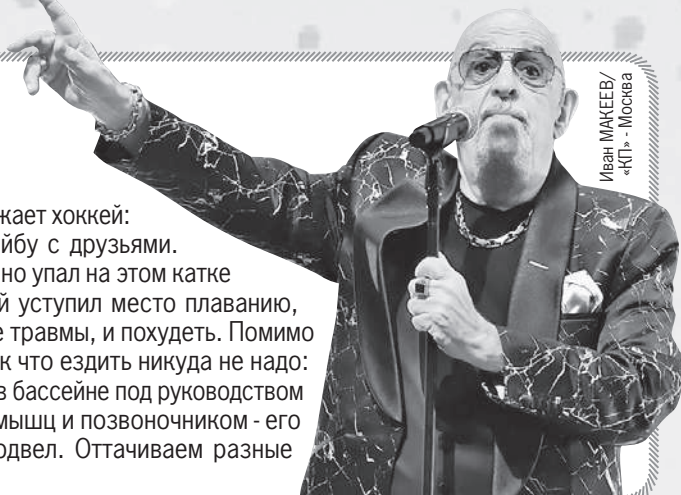 Иван МАКЕЕВ/
«КП» - Москва
жает хоккей:
йбу с друзьями.
но упал на этом катке
й уступил место плаванию,
е травмы, и похудеть. Помимо
к что ездить никуда не надо:
в бассейне под руководством
мышц и позвоночником - его
одвел. Оттачиваем разные